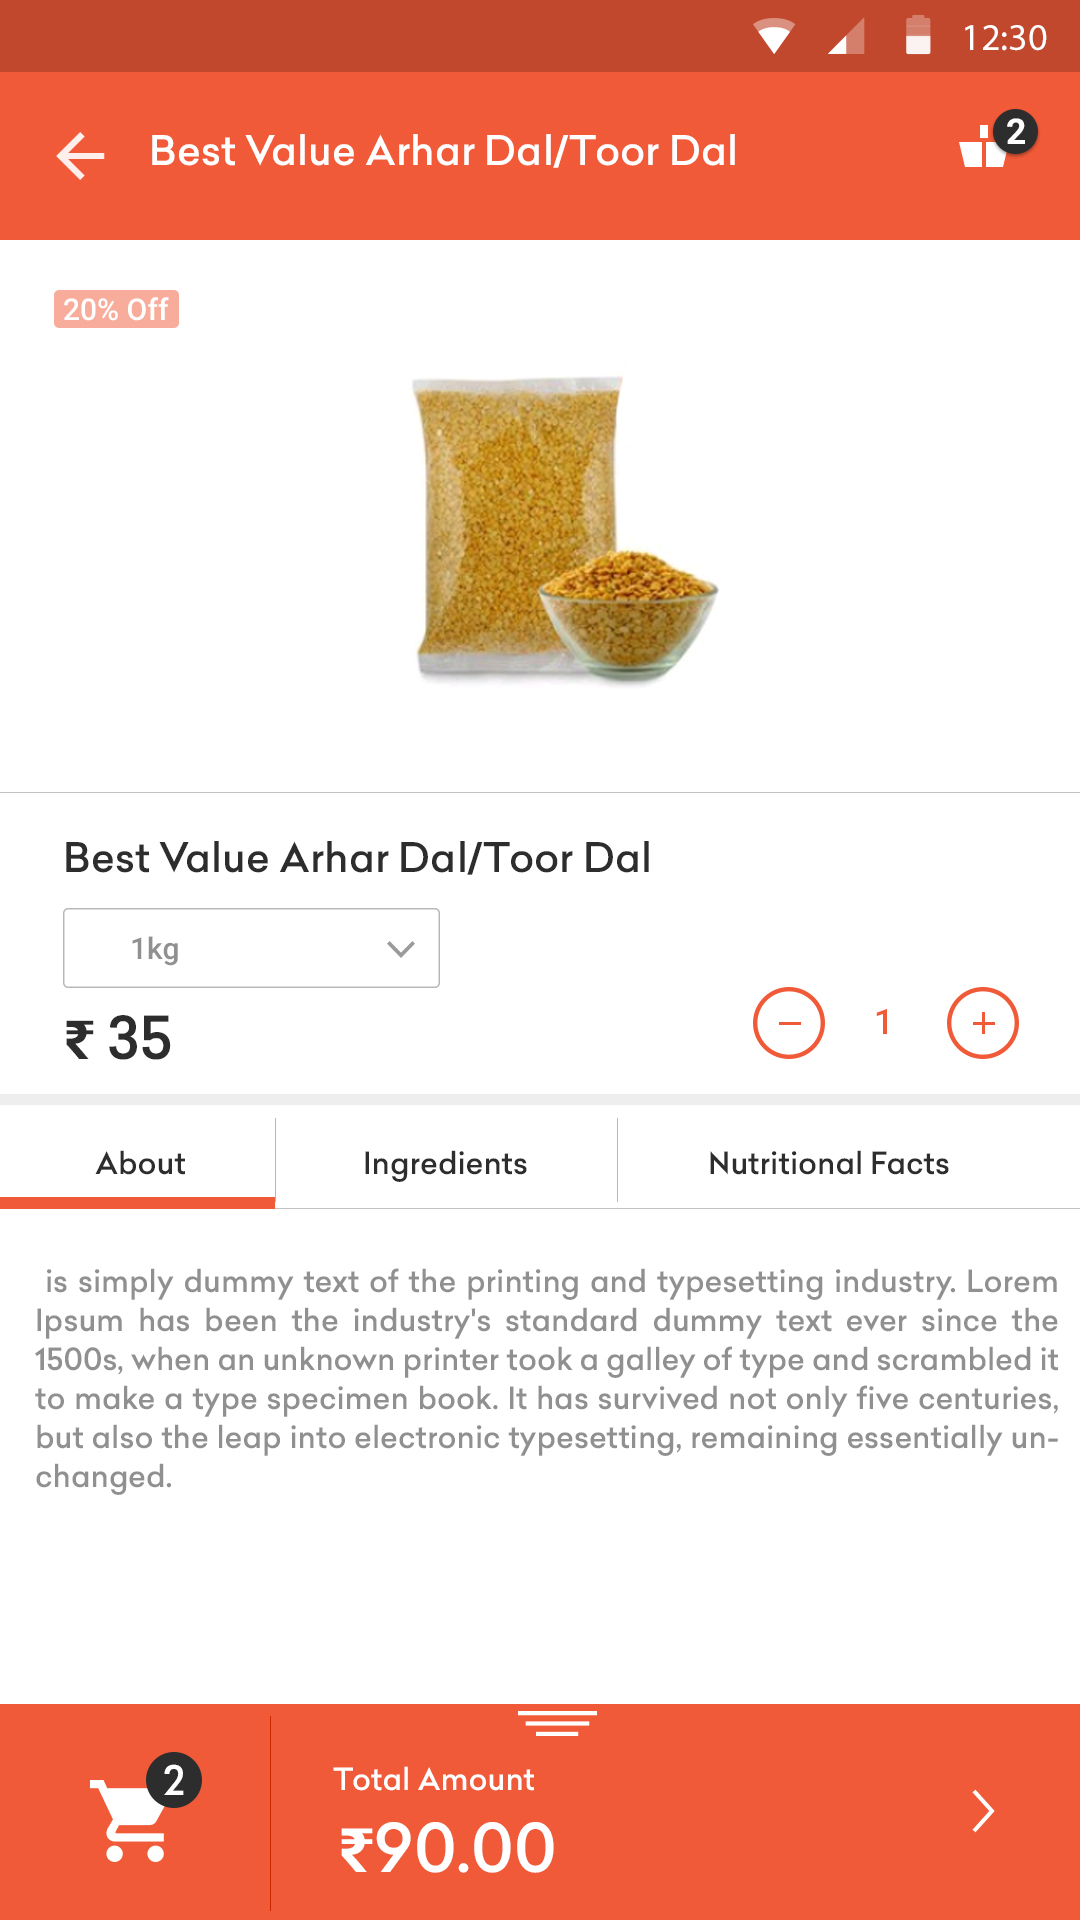 12:30
Best Value Arhar Dal/Toor Dal
2
20% Off
Best Value Arhar Dal/Toor Dal
1kg
₹ 35
1
About
Ingredients
Nutritional Facts
is simply dummy text of the printing and typesetting industry. Lorem
Ipsum has been the industry's standard dummy text ever since the
1500s, when an unknown printer took a galley of type and scrambled it
to make a type specimen book. It has survived not only five centuries,
but also the leap into electronic typesetting, remaining essentially un-
changed.
2
Total Amount
₹90.00